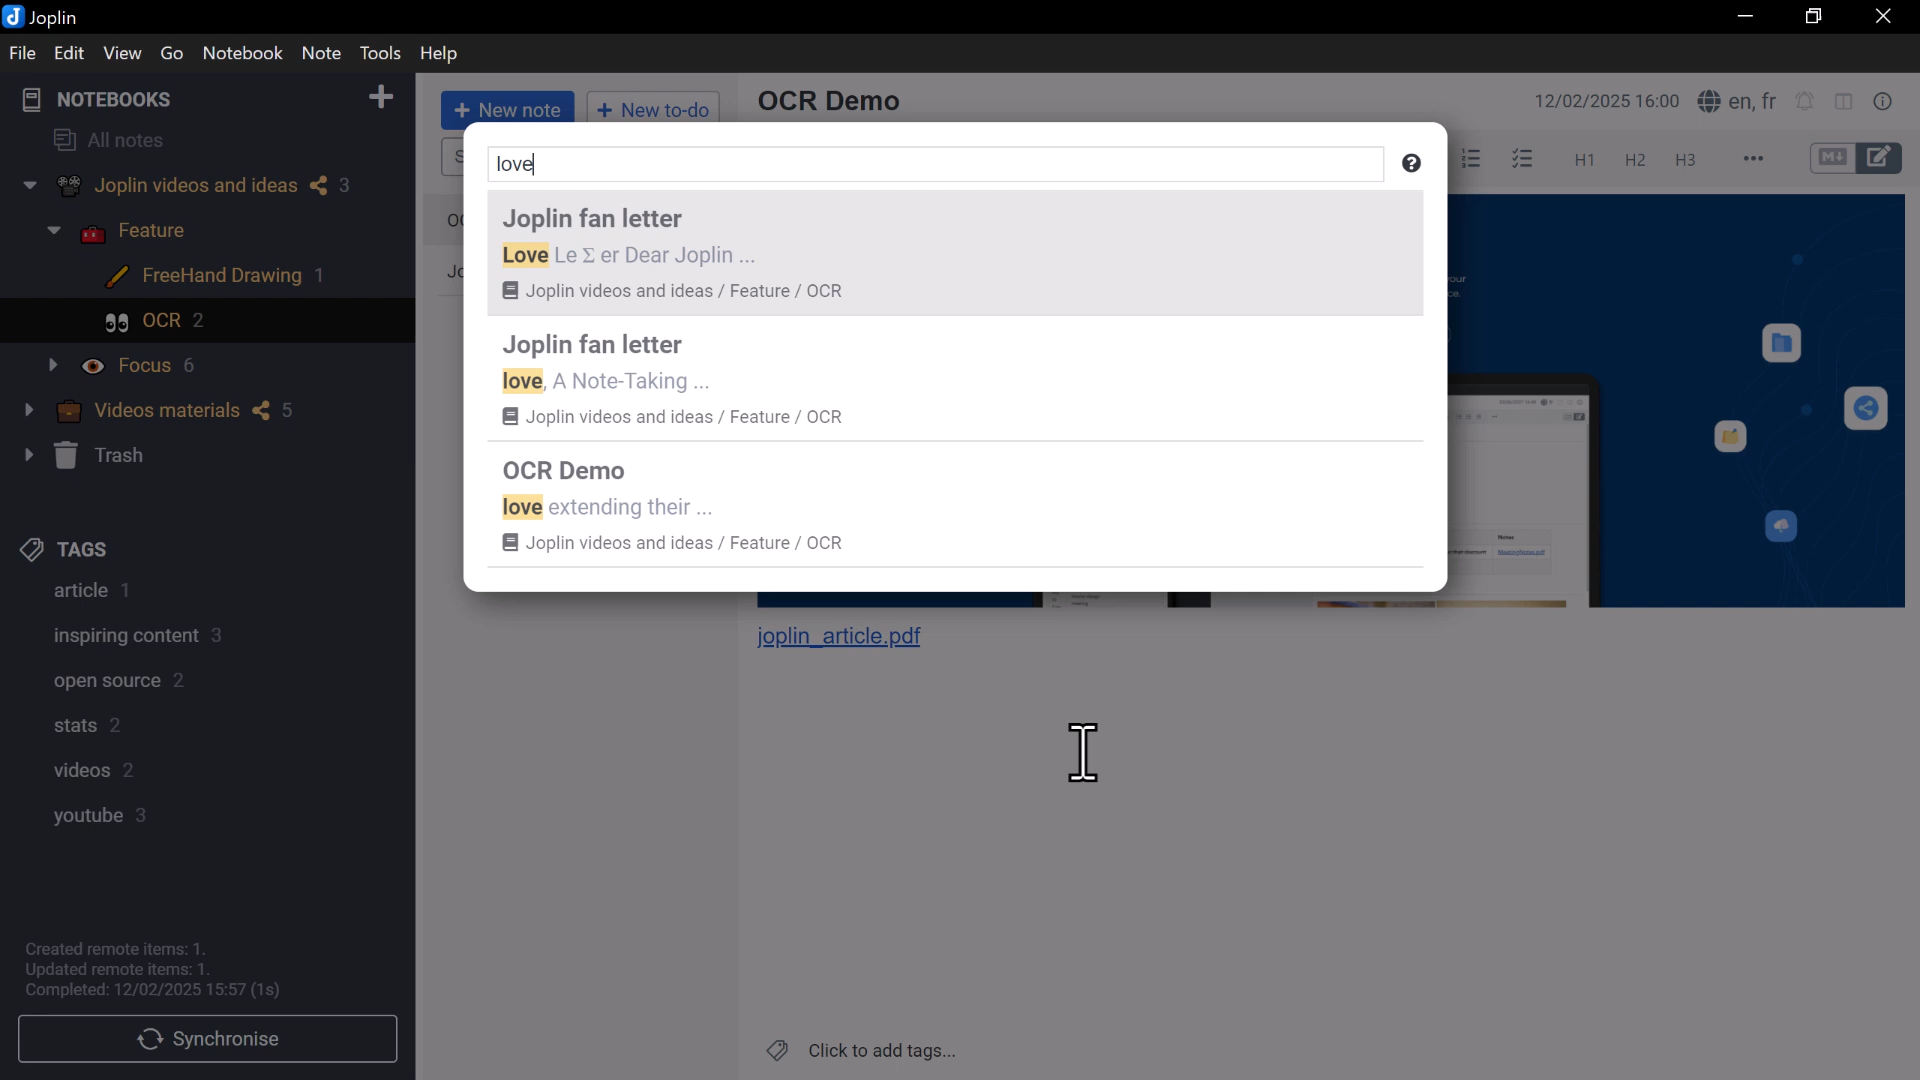 Joplin
File Edit View Go Notebook Note Tools Help
NOTEBOOKS
All notes
Joplin videos and ideas 3
Feature
FreeHand Drawing 1
OCR 2
Focus 6
Videos materials 5
Trash
TAGS
article 1
inspiring content 3
open source 2
stats 2
videos 2
youtube 3
Created remote items: 1.
Updated remote items: 1.
Completed: 12/02/2025 15:57 (1s)
Synchronise
+ New note
+ New to-do
OCR Demo
12/02/2025 16:00
en, fr
H1 H2 H3
love
Joplin fan letter
Love Le Σ er Dear Joplin ...
Joplin videos and ideas / Feature / OCR
Joplin fan letter
love, A Note-Taking ...
Joplin videos and ideas / Feature / OCR
OCR Demo
love extending their ...
Joplin videos and ideas / Feature / OCR
Notes
joplin_article.pdf
Click to add tags...